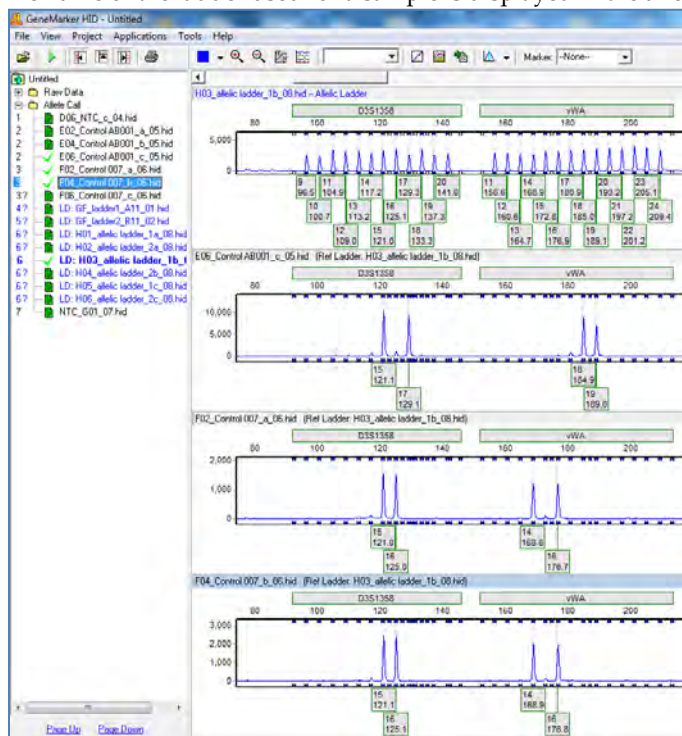 GeneMarker HID - Untitled
File View Project Applications Tools Help
Marker: --None--
Untitled
Raw Data
Allele Call
1 D06_NTC_c_04.hid
2 E02_Control AB001_a_05.hid
2 E04_Control AB001_b_05.hid
2 E06_Control AB001_c_05.hid
3 F02_Control 007_a_06.hid
3 F04_Control 007_b_06.hid
3? F06_Control 007_c_06.hid
4? LD: GF_ladder1_A11_01.hid
5? LD: GF_ladder2_R11_02.hid
6? LD: H01_allelic ladder_1a_08.hid
6? LD: H02_allelic ladder_2a_08.hid
6 LD: H03_allelic ladder_1b_
6? LD: H04_allelic ladder_2b_08.hid
6? LD: H05_allelic ladder_1c_08.hid
6? LD: H06_allelic ladder_2c_08.hid
7 NTC_G01_07.hid
Page Up Page Down
H03_allelic ladder_1b_08.hid - Allelic Ladder
D3S1358 vWA
80 100 120 140 160 180 200
5,000
0
9 11 14 17 20 11 14 17 20 23
96.5 104.9 117.2 129.3 141.6 156.6 168.9 180.9 193.2 205.1
10 13 16 19 12 15 18 21 24
100.7 113.2 125.1 137.3 160.6 172.8 185.0 197.2 209.4
12 15 18 13 16 19 22
109.0 121.0 133.3 164.7 176.9 189.1 201.2
E06_Control AB001_c_05.hid (Ref Ladder: H03_allelic ladder_1b_08.hid)
D3S1358 vWA
80 100 120 140 160 180 200
10,000
5,000
0
15 18
121.1 184.9
17 19
129.1 189.0
F02_Control 007_a_06.hid (Ref Ladder: H03_allelic ladder_1b_08.hid)
D3S1358 vWA
80 100 120 140 160 180 200
2,000
1,000
0
15 14
121.0 168.8
16 16
125.0 176.7
F04_Control 007_b_06.hid (Ref Ladder: H03_allelic ladder_1b_08.hid)
D3S1358 vWA
80 100 120 140 160 180 200
3,000
2,000
1,000
0
15 14
121.1 168.9
16 16
125.1 176.8